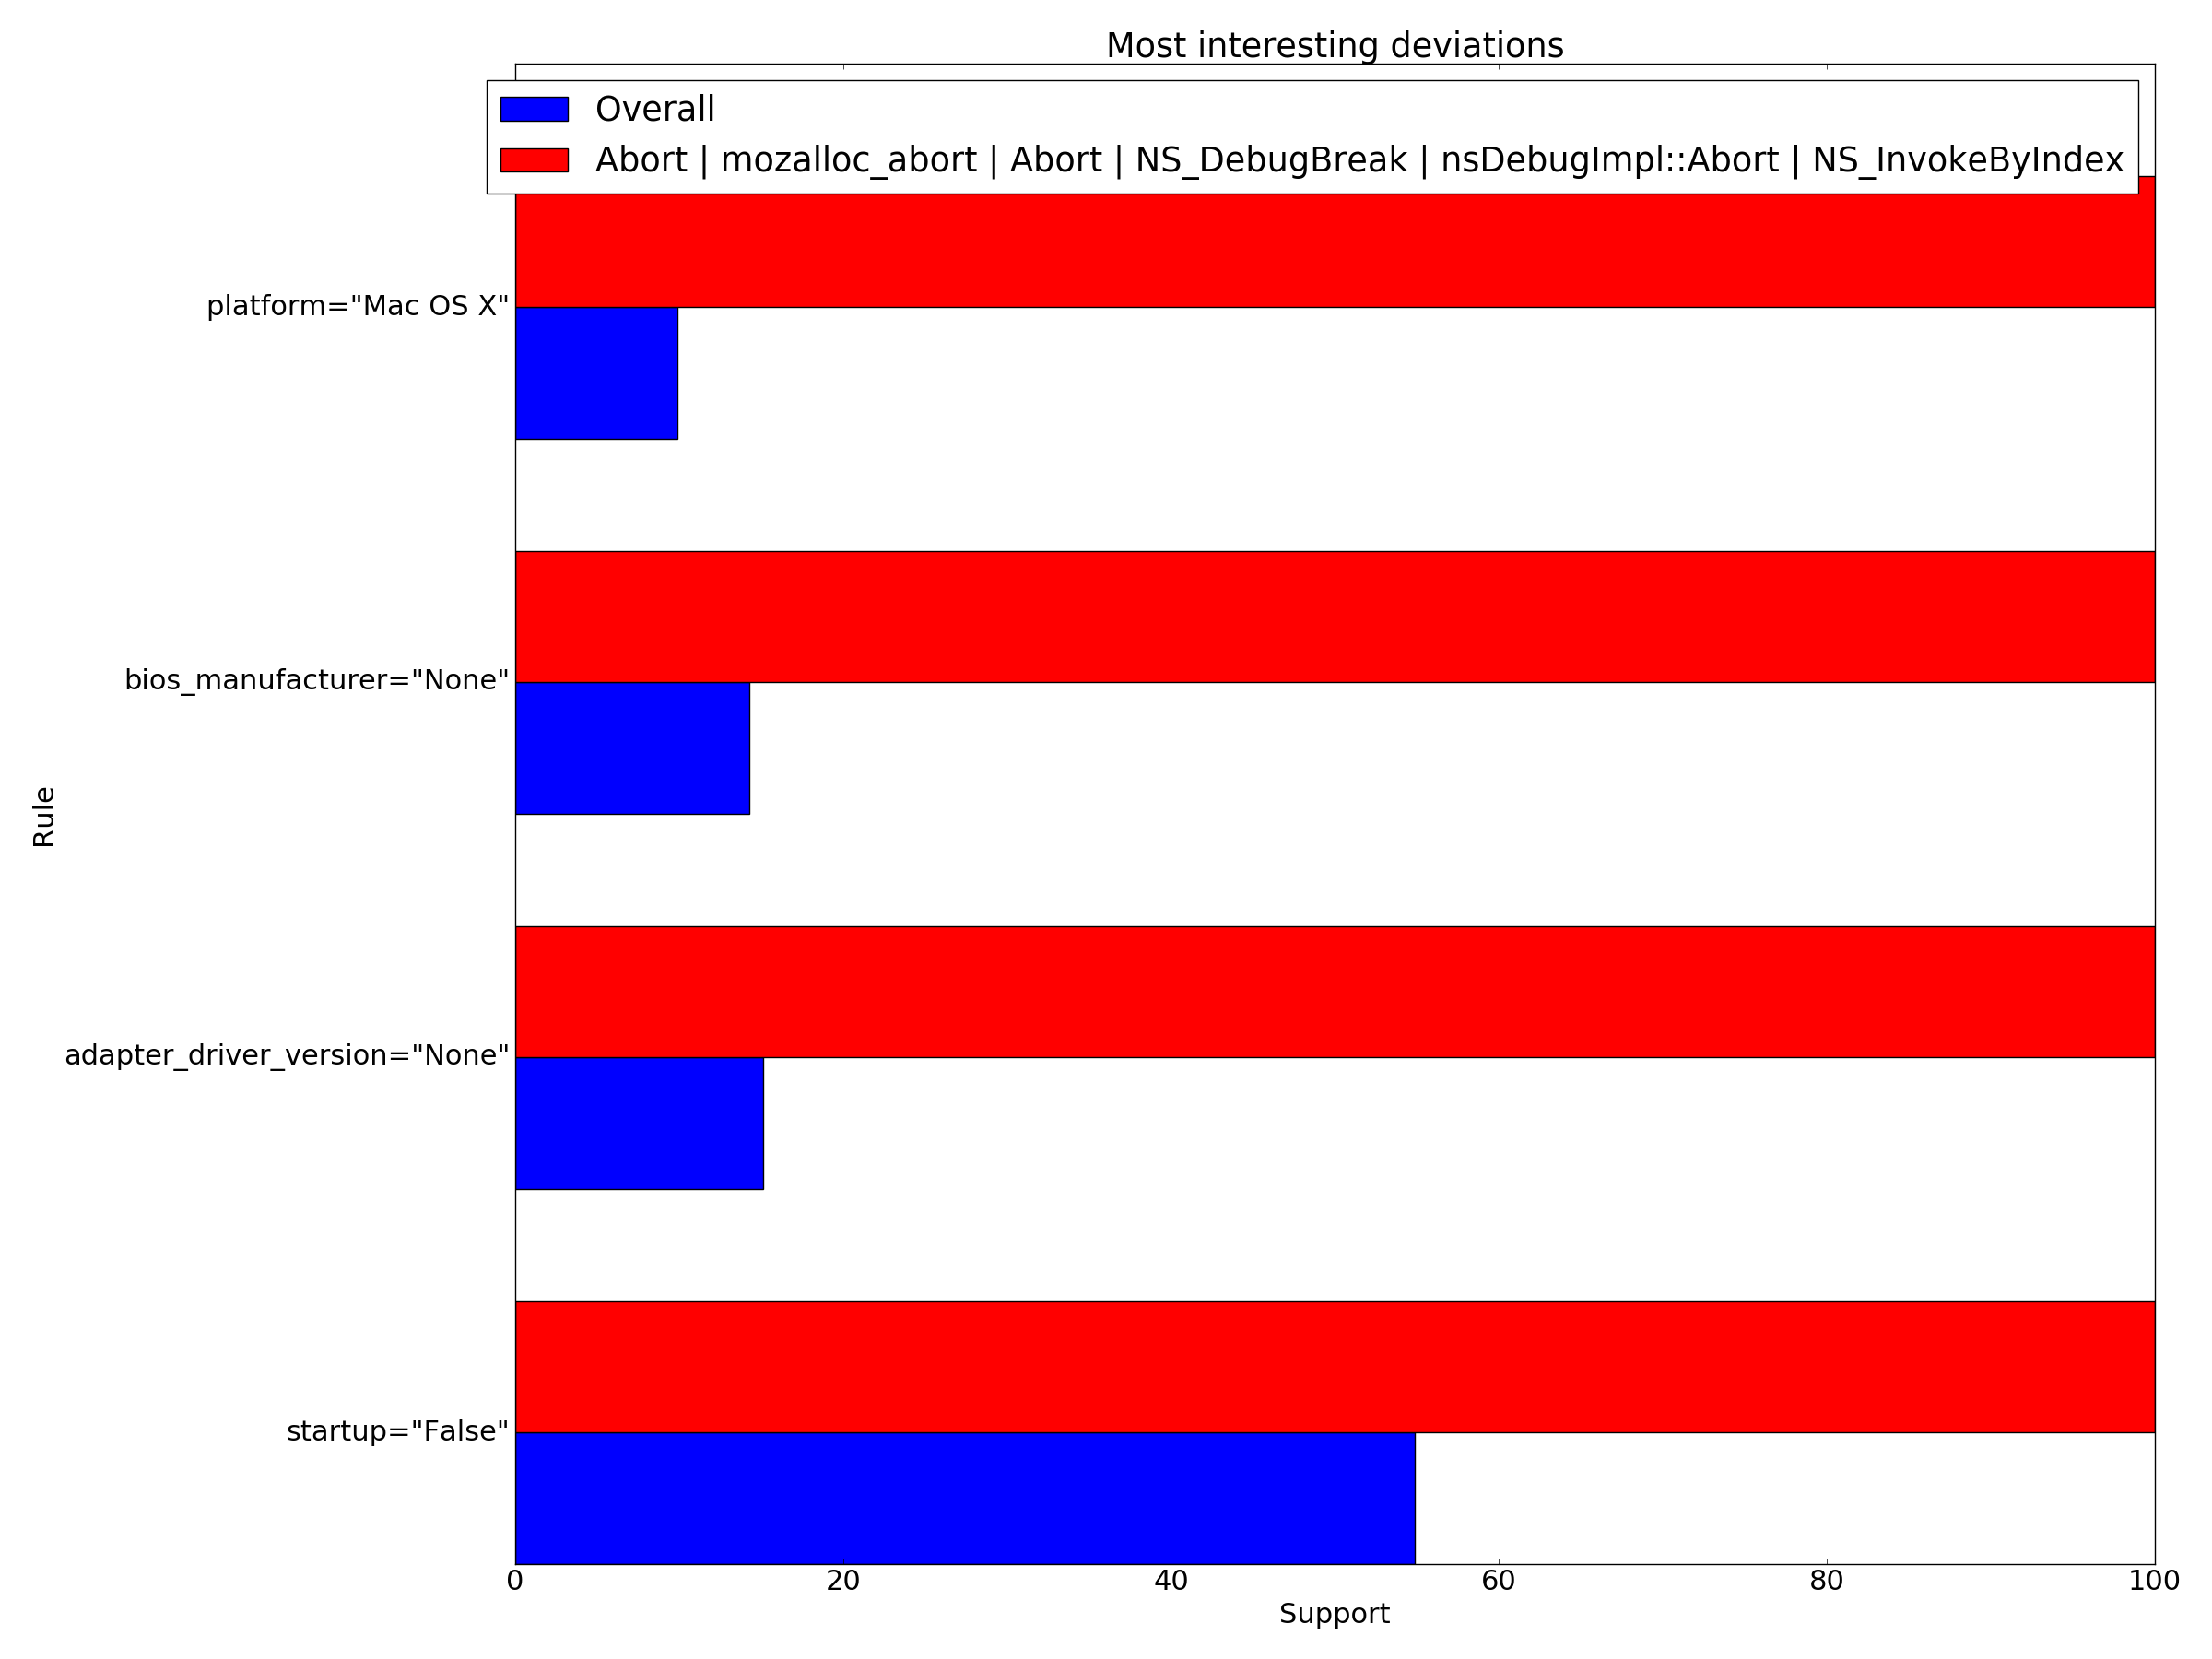 Most interesting deviations
Overall
Abort | mozalloc_abort | Abort | NS_DebugBreak | nsDebugImpl::Abort | NS_InvokeByIndex
platform="Mac OS X"
bios_manufacturer="None"
Rule
adapter_driver_version="None"
startup="False"
0 20 40 60 80 100
Support